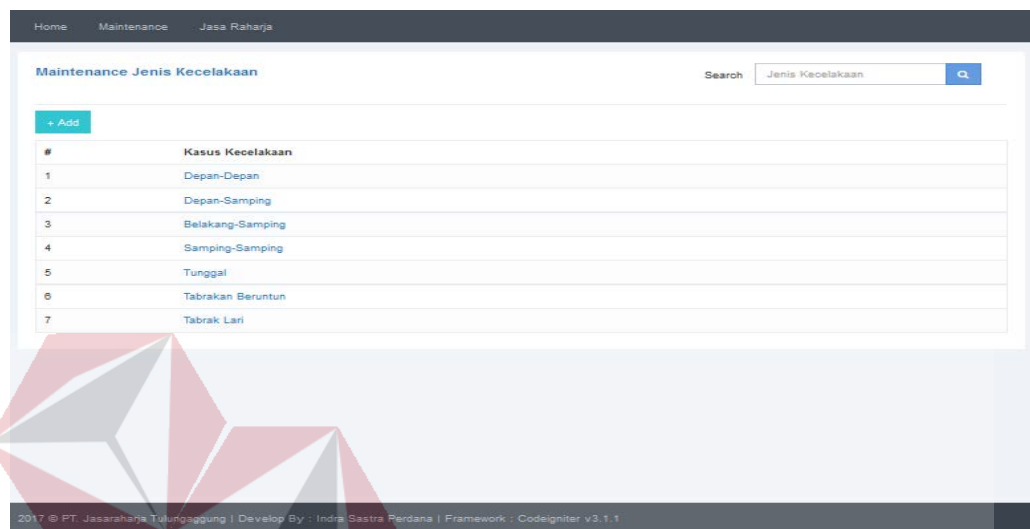 Home Maintenance Jasa Raharja
Maintenance Jenis Kecelakaan
Search Jenis Kecelakaan
+ Add
# Kasus Kecelakaan
1 Depan-Depan
2 Depan-Samping
3 Belakang-Samping
4 Samping-Samping
5 Tunggal
6 Tabrakan Beruntun
7 Tabrak Lari
2017 © PT. Jasaraharja Tulungaggung | Develop By : Indra Sastra Perdana | Framework : Codeigniter v3.1.1